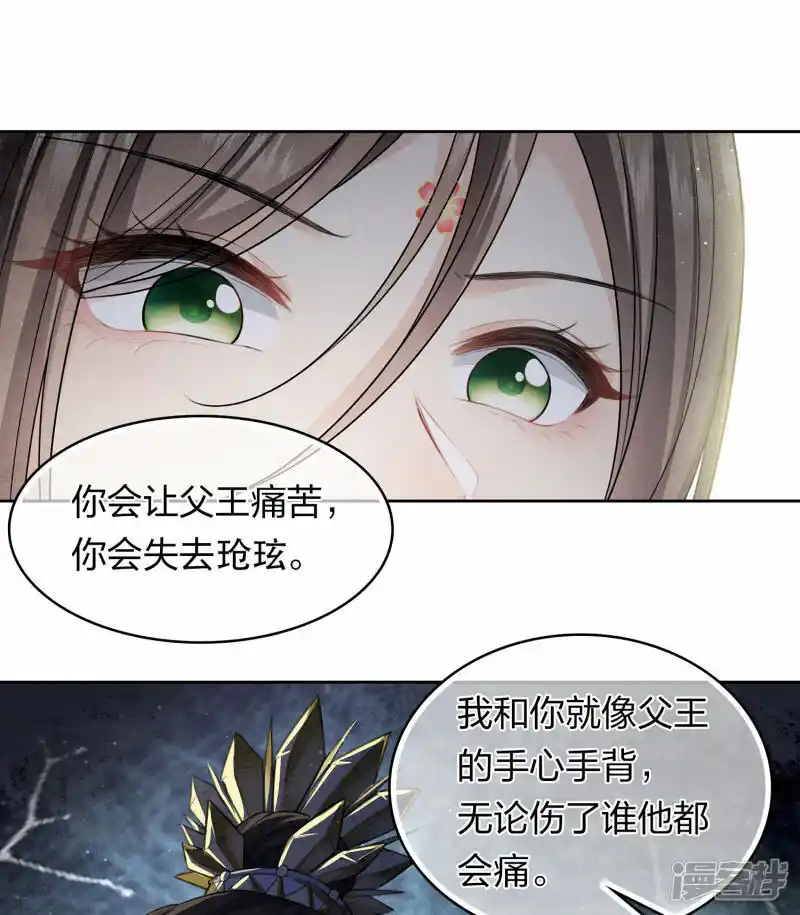 你会让父王痛苦，
你会失去玱玹。
我和你就像父王
的手心手背，
无论伤了谁他都
会痛。
漫客栈